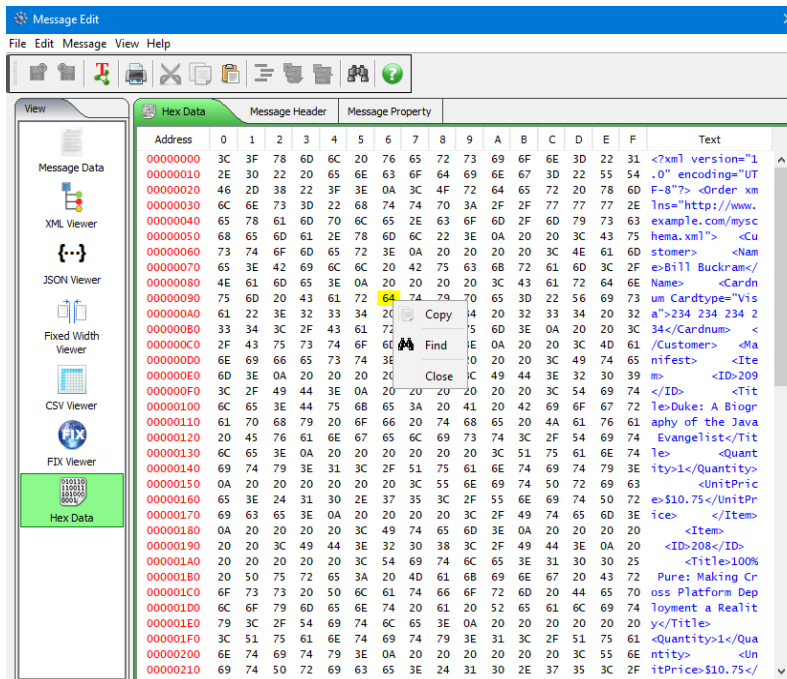 Message Edit
File Edit Message View Help
View
Message Data
XML Viewer
{···}
JSON Viewer
Fixed Width
Viewer
CSV Viewer
FIX
FIX Viewer
010110
110011
101000
0001
Hex Data
Hex Data Message Header Message Property
Address 0 1 2 3 4 5 6 7 8 9 A B C D E F Text
00000000 3C 3F 78 6D 6C 20 76 65 72 73 69 6F 6E 3D 22 31 <?xml version="1
00000010 2E 30 22 20 65 6E 63 6F 64 69 6E 67 3D 22 55 54 .0" encoding="UT
00000020 46 2D 38 22 3F 3E 0A 3C 4F 72 64 65 72 20 78 6D F-8"?> <Order xm
00000030 6C 6E 73 3D 22 68 74 74 70 3A 2F 2F 77 77 77 2E lns="http://www.
00000040 65 78 61 6D 70 6C 65 2E 63 6F 6D 2F 6D 79 73 63 example.com/mysc
00000050 68 65 6D 61 2E 78 6D 6C 22 3E 0A 20 20 3C 43 75 hema.xml"> <Cu
00000060 73 74 6F 6D 65 72 3E 0A 20 20 20 20 3C 4E 61 6D stomer> <Nam
00000070 65 3E 42 69 6C 6C 20 42 75 63 6B 72 61 6D 3C 2F e>Bill Buckram</
00000080 4E 61 6D 65 3E 0A 20 20 20 20 3C 43 61 72 64 6E Name> <Cardn
00000090 75 6D 20 43 61 72 64 74 79 70 65 3D 22 56 69 73 um Cardtype="Vis
000000A0 61 22 3E 32 33 34 20 34 20 32 33 34 20 32 a">234 234 234 2
000000B0 33 34 3C 2F 43 61 72 75 6D 3E 0A 20 20 3C 34</Cardnum> <
000000C0 2F 43 75 73 74 6F 6D 3E 0A 20 20 3C 4D 61 /Customer> <Ma
000000D0 6E 69 66 65 73 74 3E 20 20 20 3C 49 74 65 nifest> <Ite
000000E0 6D 3E 0A 20 20 20 20 3C 49 44 3E 32 30 39 m> <ID>209
000000F0 3C 2F 49 44 3E 0A 20 20 20 20 20 20 3C 54 69 74 </ID> <Tit
00000100 6C 65 3E 44 75 6B 65 3A 20 41 20 42 69 6F 67 72 le>Duke: A Biogr
00000110 61 70 68 79 20 6F 66 20 74 68 65 20 4A 61 76 61 aphy of the Java
00000120 20 45 76 61 6E 67 65 6C 69 73 74 3C 2F 54 69 74 Evangelist</Tit
00000130 6C 65 3E 0A 20 20 20 20 20 20 3C 51 75 61 6E 74 le> <Quant
00000140 69 74 79 3E 31 3C 2F 51 75 61 6E 74 69 74 79 3E ity>1</Quantity>
00000150 0A 20 20 20 20 20 20 3C 55 6E 69 74 50 72 69 63 <UnitPric
00000160 65 3E 24 31 30 2E 37 35 3C 2F 55 6E 69 74 50 72 e>$10.75</UnitPr
00000170 69 63 65 3E 0A 20 20 20 20 3C 2F 49 74 65 6D 3E ice> </Item>
00000180 0A 20 20 20 20 3C 49 74 65 6D 3E 0A 20 20 20 20 <Item>
00000190 20 20 3C 49 44 3E 32 30 38 3C 2F 49 44 3E 0A 20 <ID>208</ID>
000001A0 20 20 20 20 20 3C 54 69 74 6C 65 3E 31 30 30 25 <Title>100%
000001B0 20 50 75 72 65 3A 20 4D 61 6B 69 6E 67 20 43 72 Pure: Making Cr
000001C0 6F 73 73 20 50 6C 61 74 66 6F 72 6D 20 44 65 70 oss Platform Dep
000001D0 6C 6F 79 6D 65 6E 74 20 61 20 52 65 61 6C 69 74 loyment a Realit
000001E0 79 3C 2F 54 69 74 6C 65 3E 0A 20 20 20 20 20 20 y</Title>
000001F0 3C 51 75 61 6E 74 69 74 79 3E 31 3C 2F 51 75 61 <Quantity>1</Qua
00000200 6E 74 69 74 79 3E 0A 20 20 20 20 20 20 3C 55 6E ntity> <Un
00000210 69 74 50 72 69 63 65 3E 24 31 30 2E 37 35 3C 2F itPrice>$10.75</
Copy
Find
Close